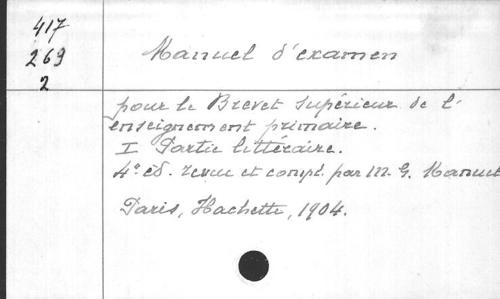 417
269
2
Manuel d'examen
pour le Brevet supérieur de l'
enseignement primaire.
I Partie littéraire.
4º éd. revue et compl. par M. G. Manuel
Paris, Hachette, 1904.